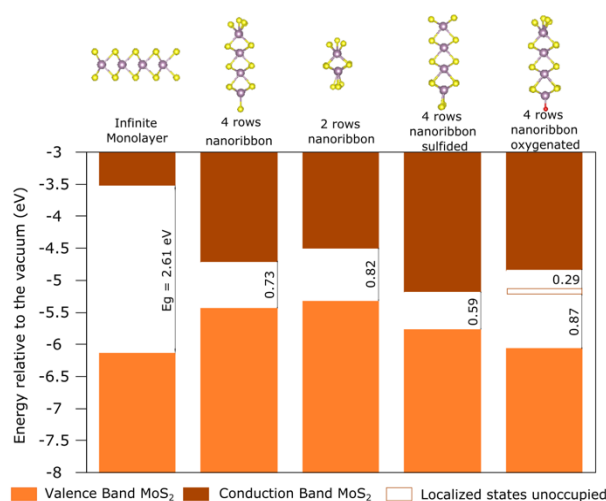 Infinite
Monolayer
4 rows
nanoribbon
2 rows
nanoribbon
4 rows
nanoribbon
sulfided
4 rows
nanoribbon
oxygenated
Energy relative to the vacuum (eV)
-3
-3.5
-4
-4.5
-5
-5.5
-6
-6.5
-7
-7.5
-8
Eg = 2.61 eV
0.73
0.82
0.59
0.29
0.87
Valence Band MoS₂ Conduction Band MoS₂ Localized states unoccupied